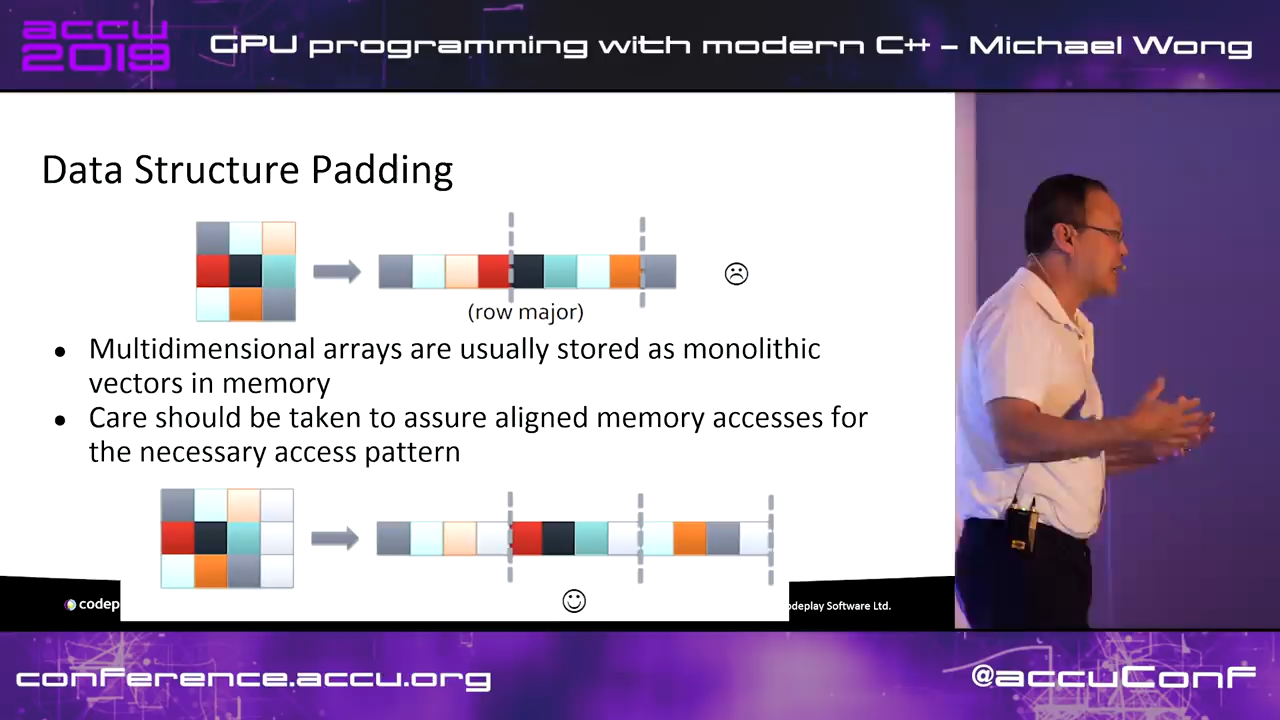 accu
2019
GPU programming with modern C++ – Michael Wong
Data Structure Padding
(row major)
● Multidimensional arrays are usually stored as monolithic
vectors in memory
● Care should be taken to assure aligned memory accesses for
the necessary access pattern
codep
odeplay Software Ltd.
conference.accu.org
@accuConf